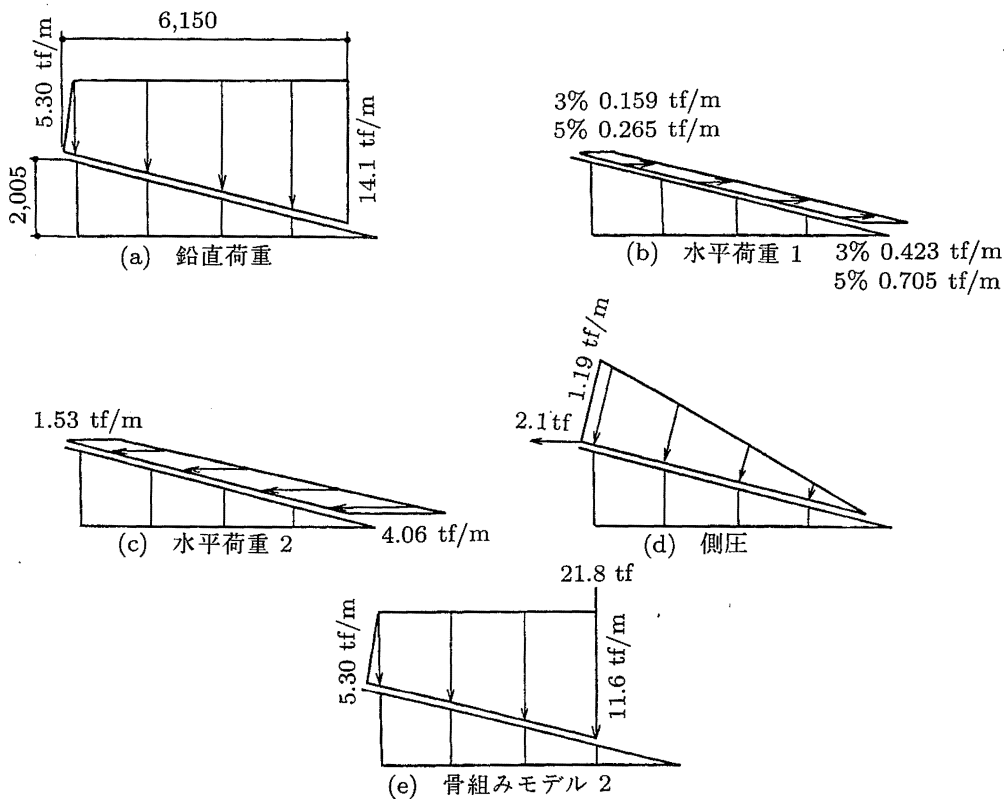 6,150
5.30 tf/m
14.1 tf/m
2,005
(a) 鉛直荷重
3% 0.159 tf/m
5% 0.265 tf/m
(b) 水平荷重 1
3% 0.423 tf/m
5% 0.705 tf/m
1.53 tf/m
4.06 tf/m
(c) 水平荷重 2
1.19 tf/m
2.1 tf
(d) 側圧
21.8 tf
5.30 tf/m
11.6 tf/m
(e) 骨組みモデル 2